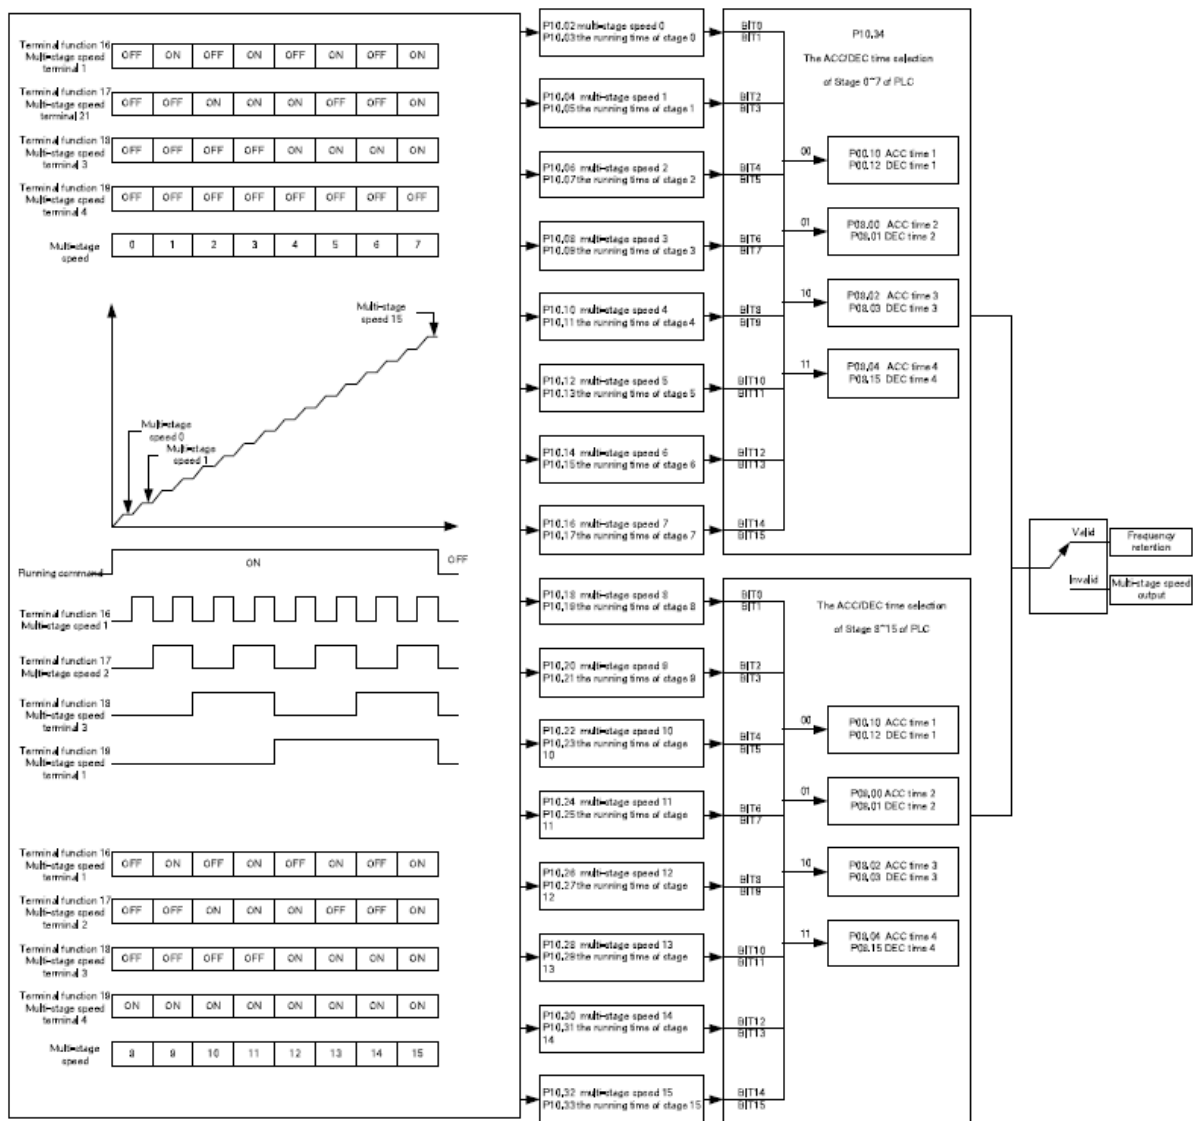 Terminal function 16
Multi-stage speed
terminal 1
OFF ON OFF ON OFF ON OFF ON
Terminal function 17
Multi-stage speed
terminal 21
OFF OFF ON ON ON OFF OFF ON
Terminal function 18
Multi-stage speed
terminal 3
OFF OFF OFF OFF ON ON ON ON
Terminal function 19
Multi-stage speed
terminal 4
OFF OFF OFF OFF OFF OFF OFF OFF
Multi-stage
speed
0 1 2 3 4 5 6 7
Multi-stage
speed 15
Multi-stage
speed 0
Multi-stage
speed 1
Running command
ON
OFF
Terminal function 16
Multi-stage speed 1
Terminal function 17
Multi-stage speed 2
Terminal function 18
Multi-stage speed
terminal 3
Terminal function 19
Multi-stage speed
terminal 1
Terminal function 16
Multi-stage speed
terminal 1
OFF ON OFF ON OFF ON OFF ON
Terminal function 17
Multi-stage speed
terminal 2
OFF OFF ON ON ON OFF OFF ON
Terminal function 18
Multi-stage speed
terminal 3
OFF OFF OFF OFF ON ON ON ON
Terminal function 19
Multi-stage speed
terminal 4
ON ON ON ON ON ON ON ON
Multi-stage
speed
8 9 10 11 12 13 14 15
P10.02 multi-stage speed 0
P10.03 the running time of stage 0
P10.04 multi-stage speed 1
P10.05 the running time of stage 1
P10.06 multi-stage speed 2
P10.07 the running time of stage 2
P10.08 multi-stage speed 3
P10.09 the running time of stage 3
P10.10 multi-stage speed 4
P10.11 the running time of stage 4
P10.12 multi-stage speed 5
P10.13 the running time of stage 5
P10.14 multi-stage speed 6
P10.15 the running time of stage 6
P10.16 multi-stage speed 7
P10.17 the running time of stage 7
P10.18 multi-stage speed 8
P10.19 the running time of stage 8
P10.20 multi-stage speed 9
P10.21 the running time of stage 9
P10.22 multi-stage speed 10
P10.23 the running time of stage
10
P10.24 multi-stage speed 11
P10.25 the running time of stage
11
P10.26 multi-stage speed 12
P10.27 the running time of stage
12
P10.28 multi-stage speed 13
P10.29 the running time of stage
13
P10.30 multi-stage speed 14
P10.31 the running time of stage
14
P10.32 multi-stage speed 15
P10.33 the running time of stage 15
BIT0
BIT1
BIT2
BIT3
BIT4
BIT5
BIT6
BIT7
BIT8
BIT9
BIT10
BIT11
BIT12
BIT13
BIT14
BIT15
P10.34
The ACC/DEC time selection
of Stage 0~7 of PLC
00
P00.10 ACC time 1
P00.12 DEC time 1
01
P08.00 ACC time 2
P08.01 DEC time 2
10
P08.02 ACC time 3
P08.03 DEC time 3
11
P08.04 ACC time 4
P08.15 DEC time 4
BIT0
BIT1
BIT2
BIT3
BIT4
BIT5
BIT6
BIT7
BIT8
BIT9
BIT10
BIT11
BIT12
BIT13
BIT14
BIT15
The ACC/DEC time selection
of Stage 8~15 of PLC
00
P00.10 ACC time 1
P00.12 DEC time 1
01
P08.00 ACC time 2
P08.01 DEC time 2
10
P08.02 ACC time 3
P08.03 DEC time 3
11
P08.04 ACC time 4
P08.15 DEC time 4
Valid
Frequency
retention
Invalid
Multi-stage speed
output